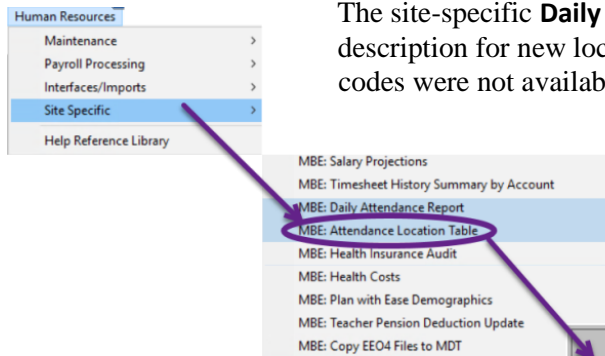 Human Resources
Maintenance
Payroll Processing
Interfaces/Imports
Site Specific
Help Reference Library
The site-specific Daily
description for new loc
codes were not availab
MBE: Salary Projections
MBE: Timesheet History Summary by Account
MBE: Daily Attendance Report
MBE: Attendance Location Table
MBE: Health Insurance Audit
MBE: Health Costs
MBE: Plan with Ease Demographics
MBE: Teacher Pension Deduction Update
MBE: Copy EEO4 Files to MDT